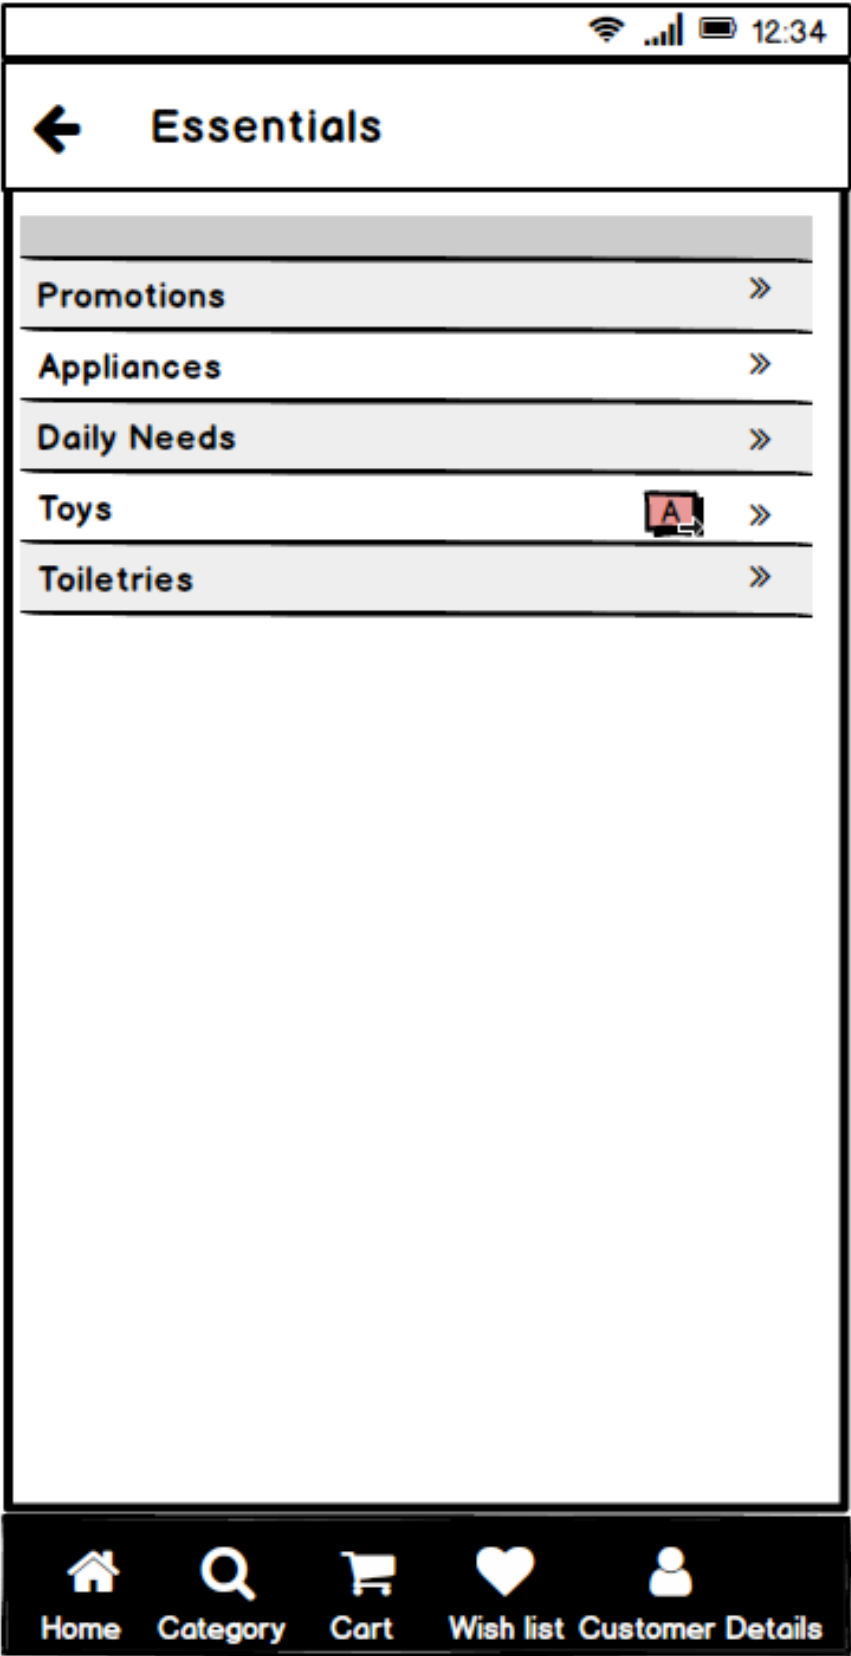 12:34
Essentials
Promotions
Appliances
Daily Needs
Toys A
Toiletries
Home Category Cart Wish list Customer Details